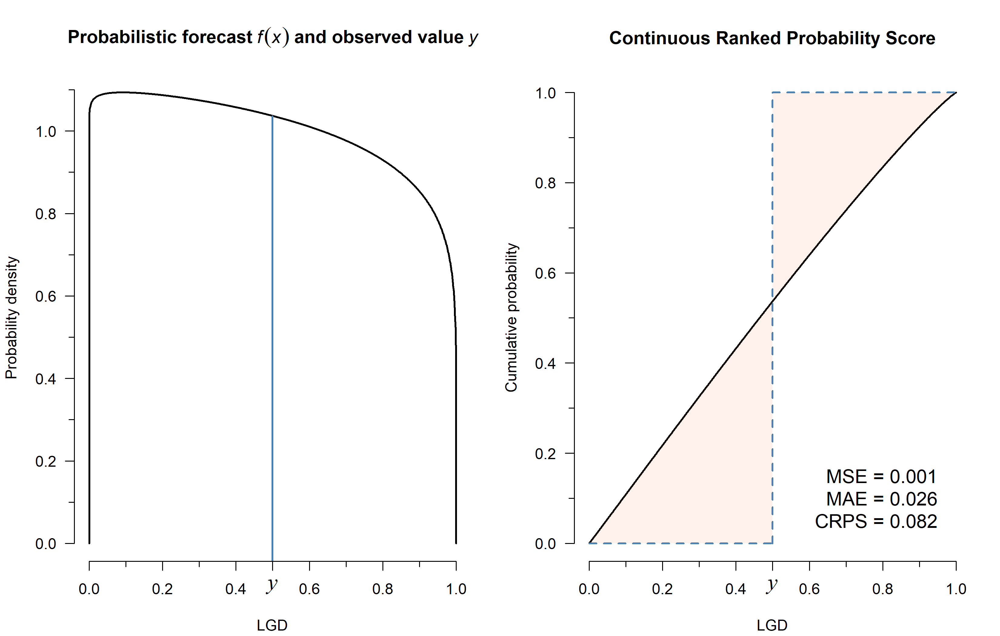 Probabilistic forecast f(x) and observed value y
Probability density
1.0
0.8
0.6
0.4
0.2
0.0
0.0 0.2 0.4 y 0.6 0.8 1.0
LGD
Continuous Ranked Probability Score
Cumulative probability
1.0
0.8
0.6
0.4
0.2
0.0
MSE = 0.001
MAE = 0.026
CRPS = 0.082
0.0 0.2 0.4 y 0.6 0.8 1.0
LGD